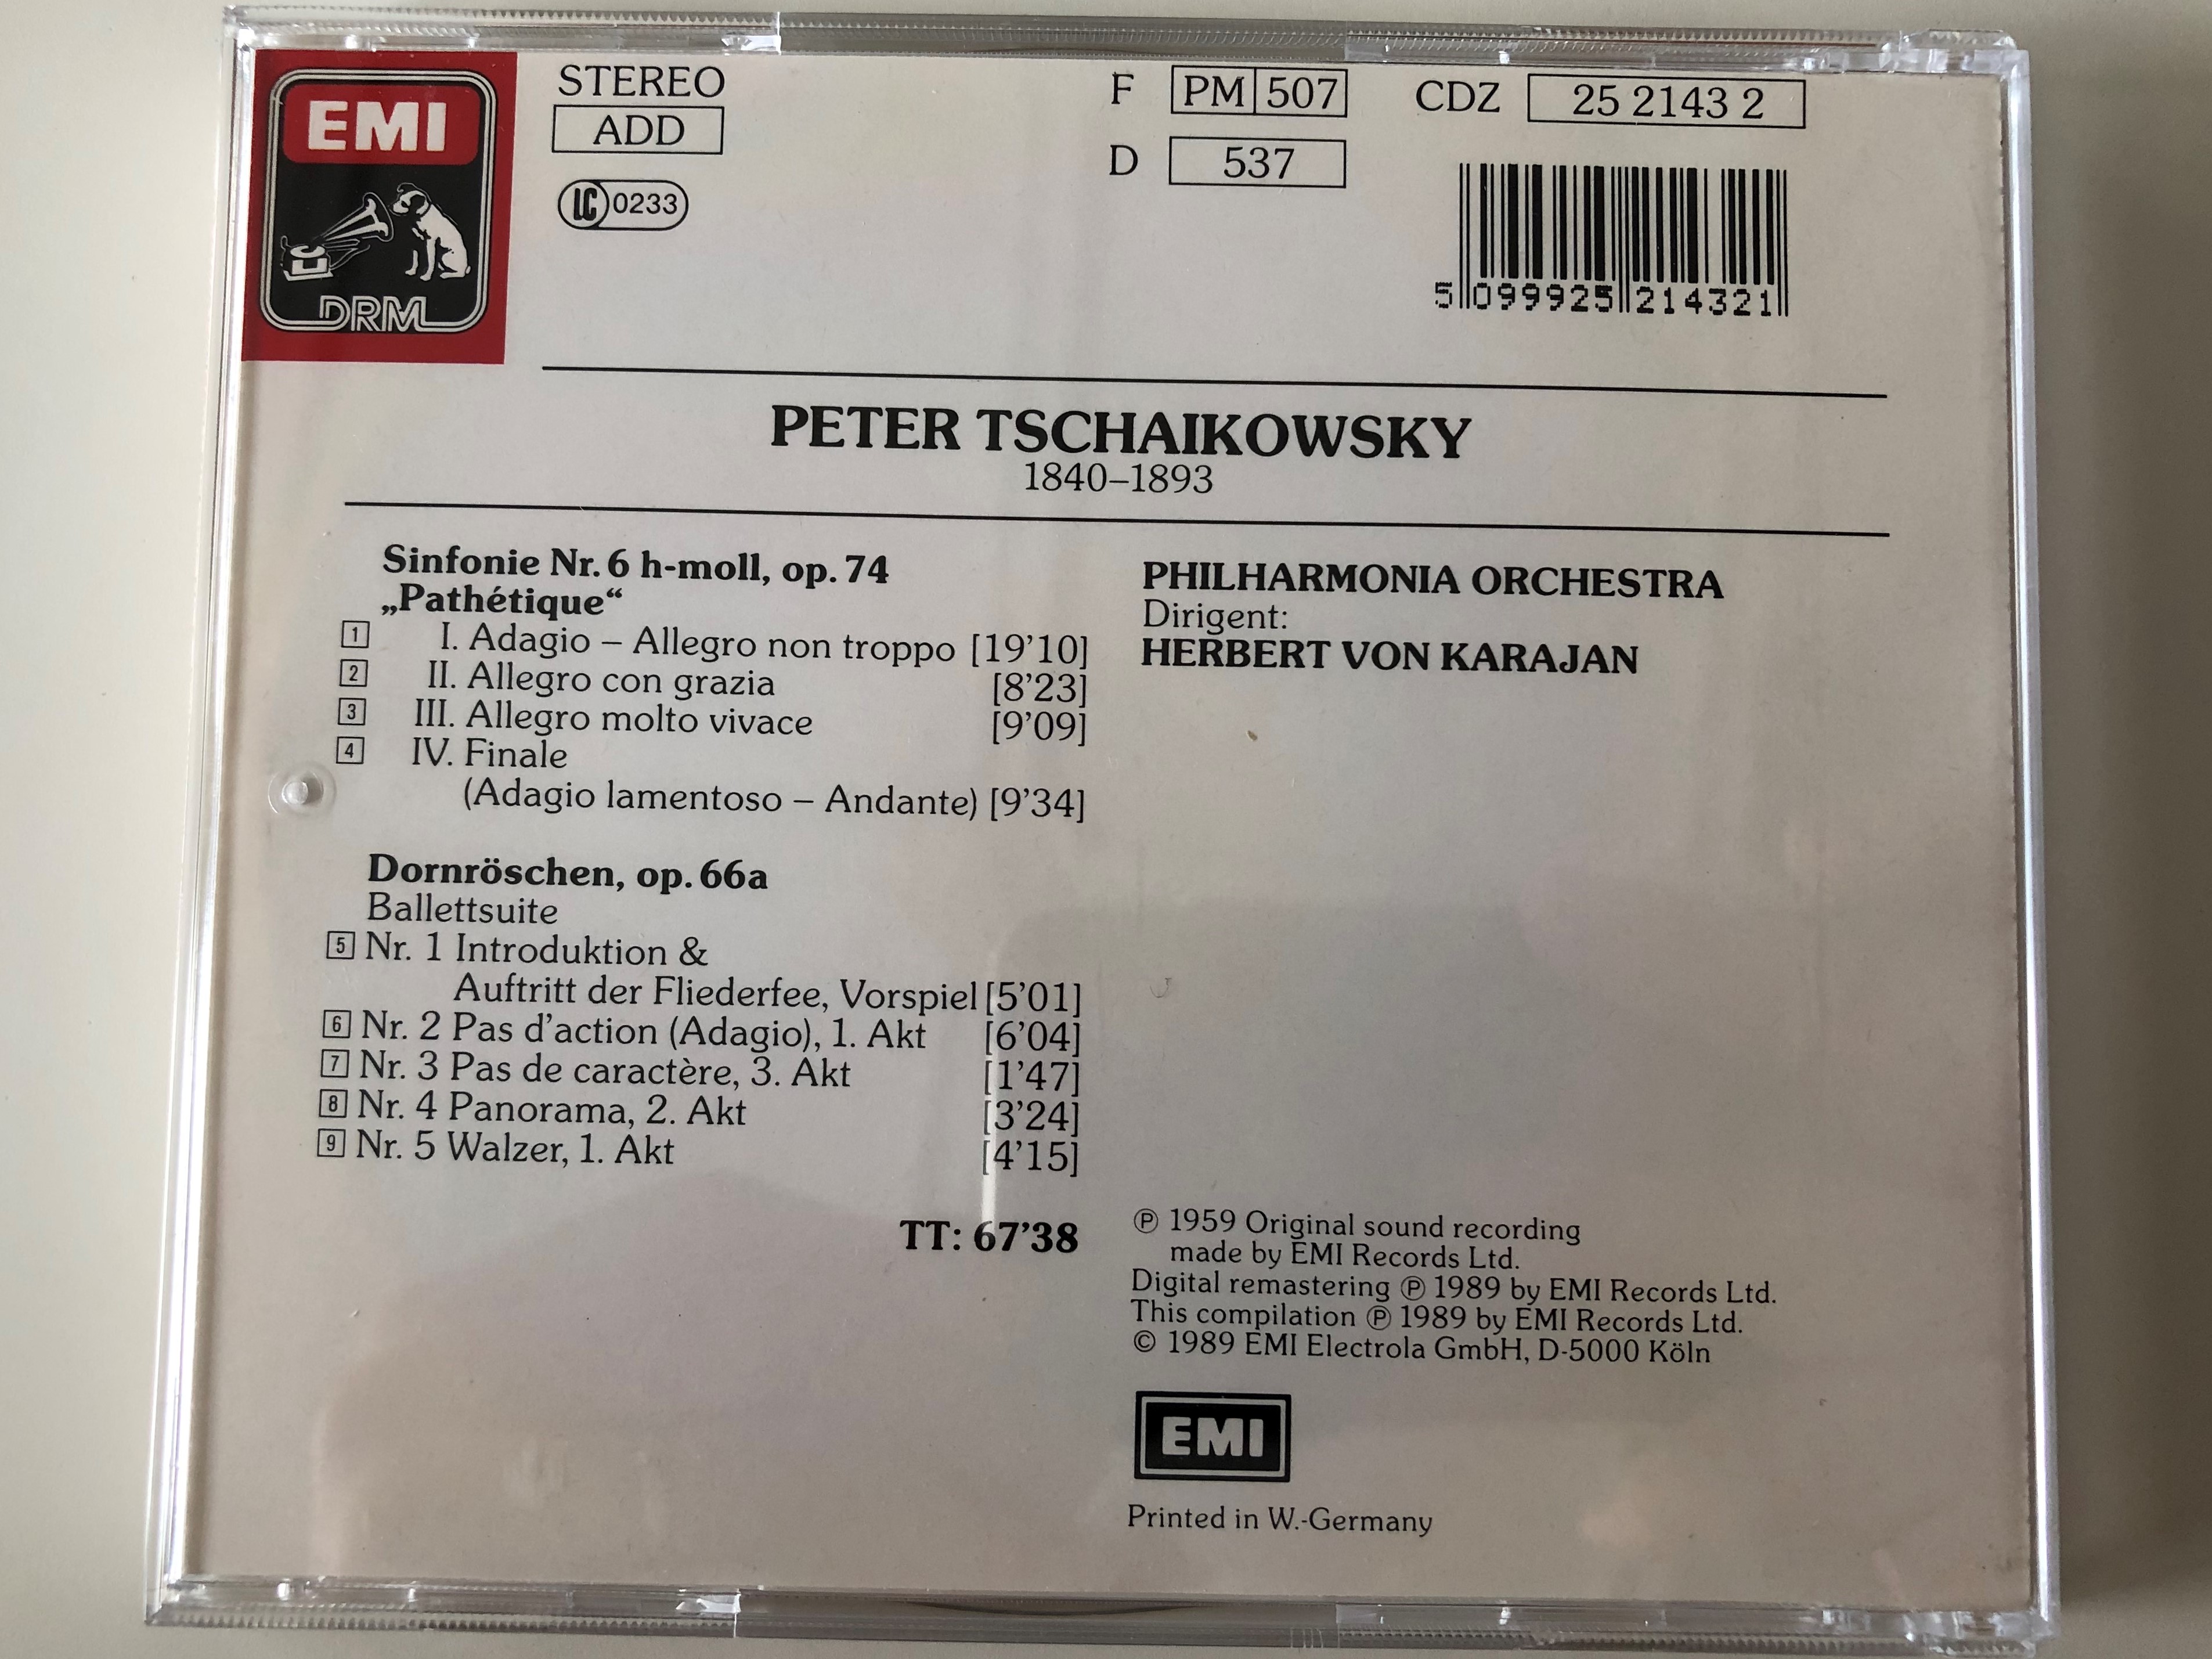 EMI
DRM
STEREO
ADD
LC 0233
F PM 507
D 537
CDZ 25 2143 2
5 099925 214321
PETER TSCHAIKOWSKY
1840–1893
Sinfonie Nr. 6 h-moll, op. 74
„Pathétique“
1 I. Adagio – Allegro non troppo [19’10]
2 II. Allegro con grazia [8’23]
3 III. Allegro molto vivace [9’09]
4 IV. Finale
(Adagio lamentoso – Andante) [9’34]
Dornröschen, op. 66a
Ballettsuite
5 Nr. 1 Introduktion &
Auftritt der Fliederfee, Vorspiel [5’01]
6 Nr. 2 Pas d’action (Adagio), 1. Akt [6’04]
7 Nr. 3 Pas de caractère, 3. Akt [1’47]
8 Nr. 4 Panorama, 2. Akt [3’24]
9 Nr. 5 Walzer, 1. Akt [4’15]
TT: 67’38
PHILHARMONIA ORCHESTRA
Dirigent:
HERBERT VON KARAJAN
℗ 1959 Original sound recording
made by EMI Records Ltd.
Digital remastering ℗ 1989 by EMI Records Ltd.
This compilation ℗ 1989 by EMI Records Ltd.
© 1989 EMI Electrola GmbH, D-5000 Köln
EMI
Printed in W.-Germany